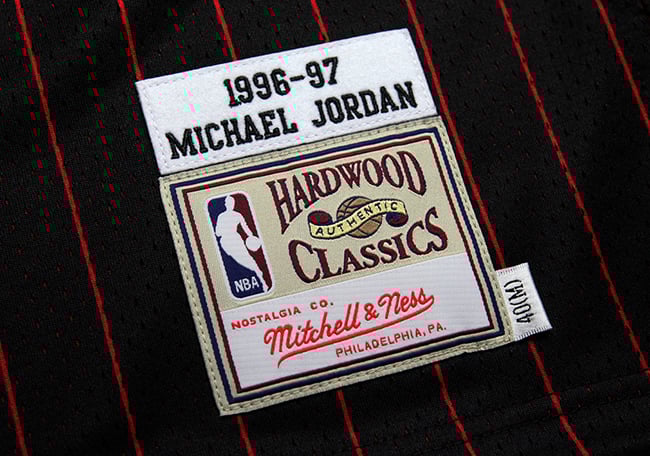 1996-97
MICHAEL JORDAN
HARDWOOD
AUTHENTIC
CLASSICS
NBA
NOSTALGIA CO.
Mitchell & Ness
PHILADELPHIA, PA.
40(M)